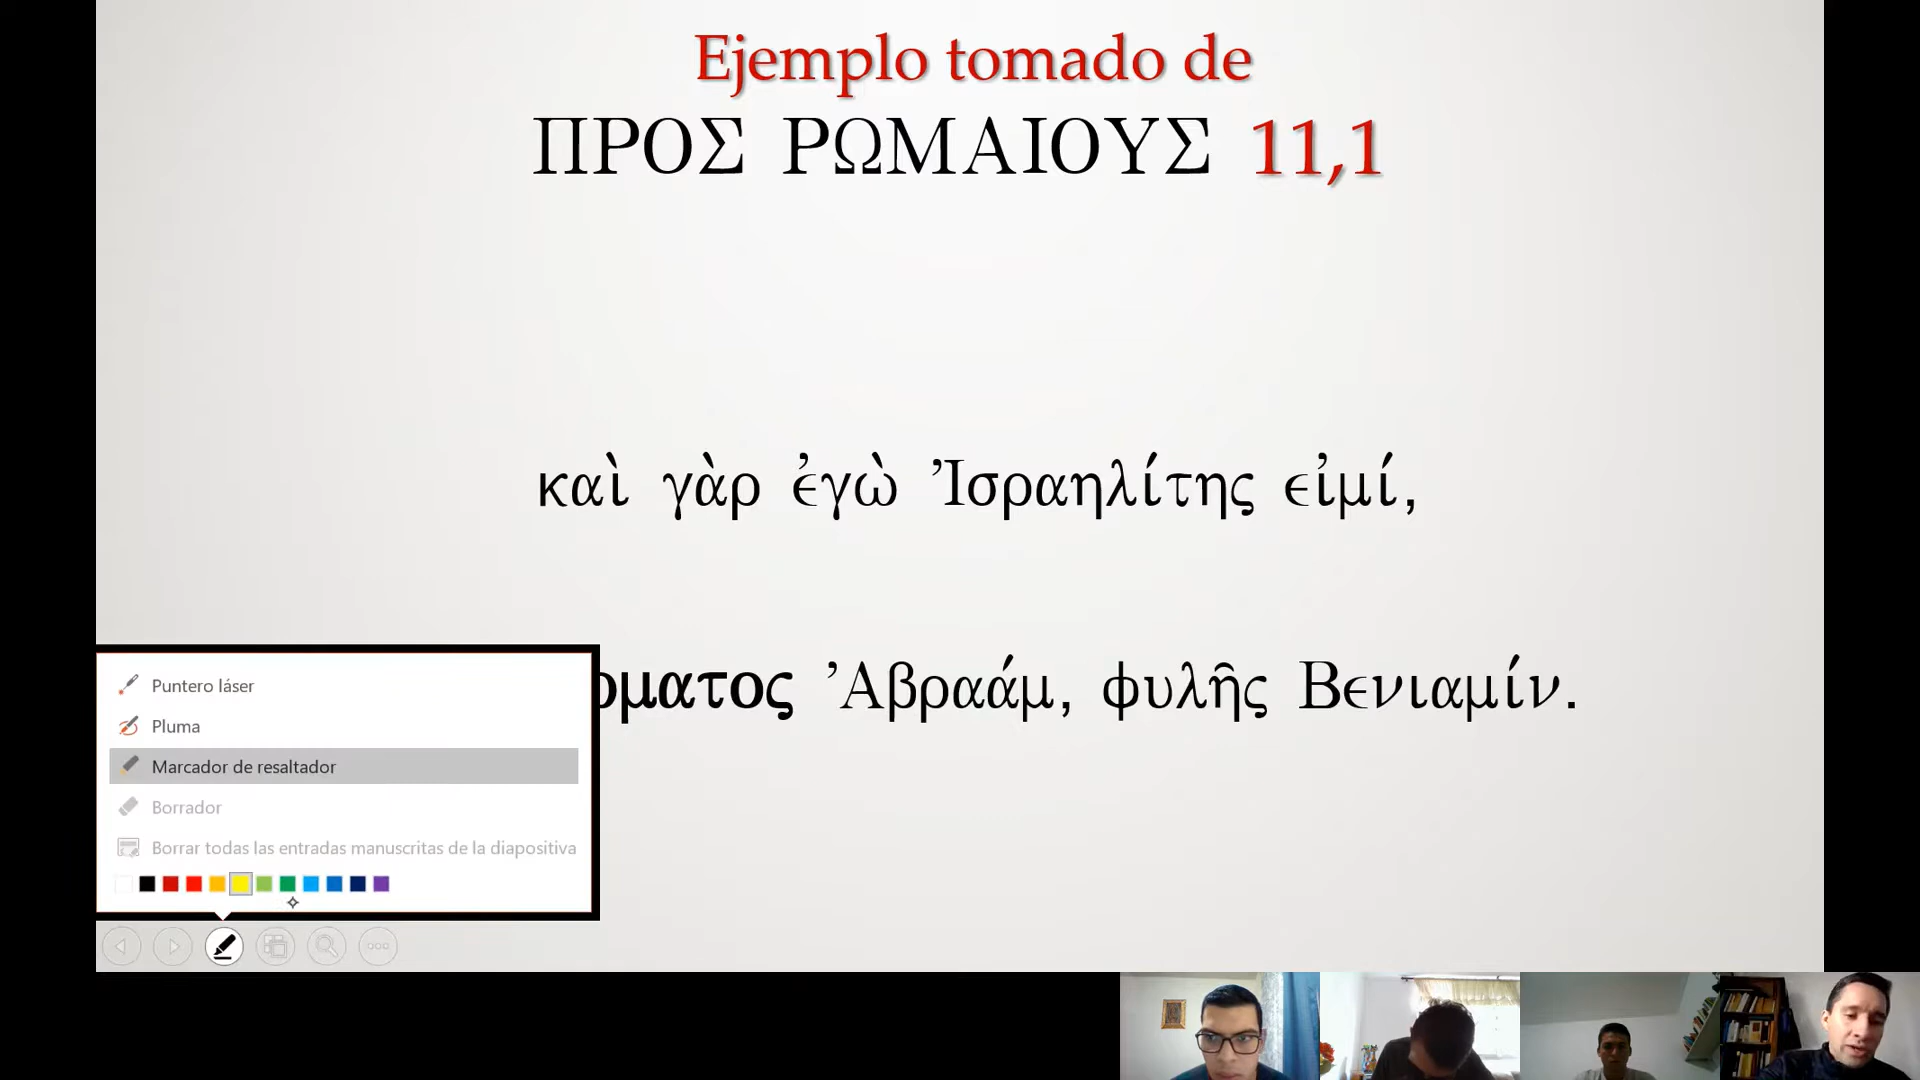 Ejemplo tomado de
ΠΡΟΣ ΡΩΜΑΙΟΥΣ 11,1
καὶ γὰρ ἐγὼ Ἰσραηλίτης εἰμί,
Ἀβραάμ, φυλῆς Βενιαμίν.
Puntero láser
Pluma
Marcador de resaltador
Borrador
Borrar todas las entradas manuscritas de la diapositiva